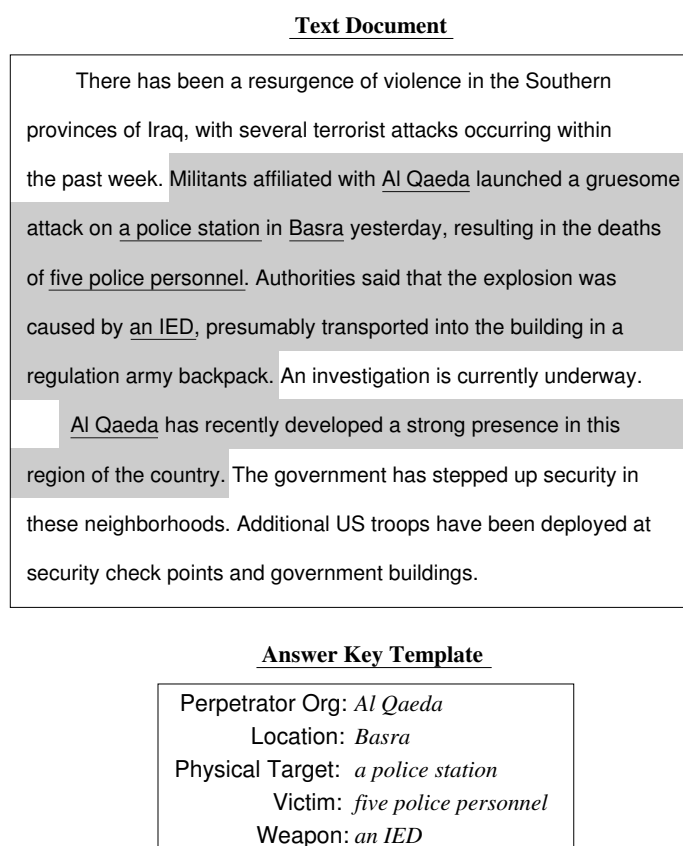 Text Document
There has been a resurgence of violence in the Southern
provinces of Iraq, with several terrorist attacks occurring within
the past week. Militants affiliated with Al Qaeda launched a gruesome
attack on a police station in Basra yesterday, resulting in the deaths
of five police personnel. Authorities said that the explosion was
caused by an IED, presumably transported into the building in a
regulation army backpack. An investigation is currently underway.
Al Qaeda has recently developed a strong presence in this
region of the country. The government has stepped up security in
these neighborhoods. Additional US troops have been deployed at
security check points and government buildings.
Answer Key Template
Perpetrator Org: Al Qaeda
Location: Basra
Physical Target: a police station
Victim: five police personnel
Weapon: an IED